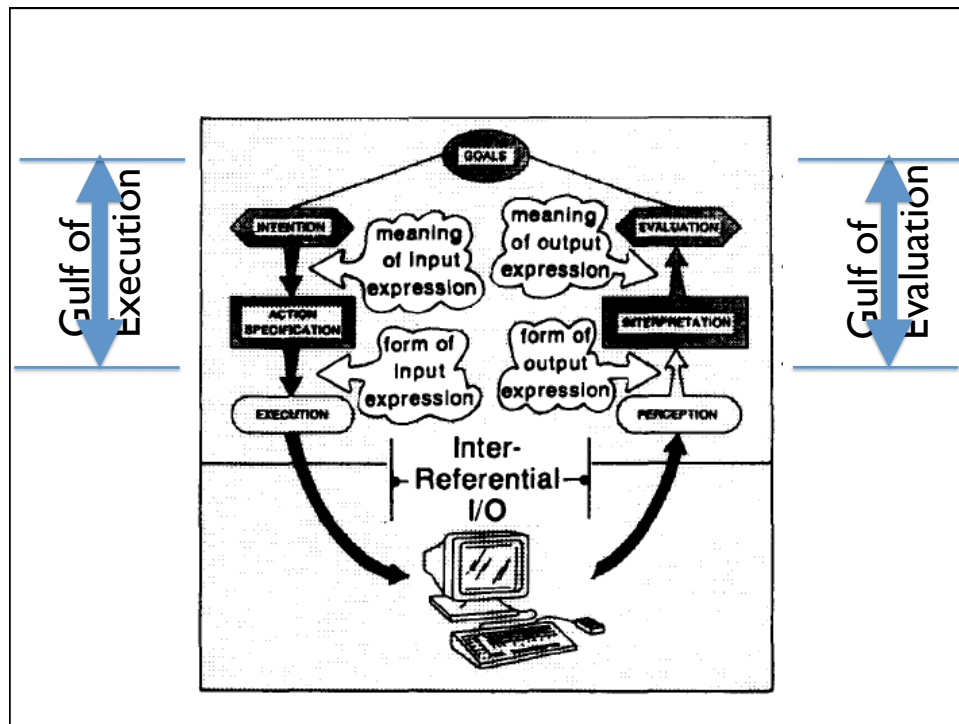 Gulf of
Execution
GOALS
INTENTION
meaning
of input
expression
ACTION
SPECIFICATION
form of
input
expression
EXECUTION
meaning
of output
expression
EVALUATION
INTERPRETATION
form of
output
expression
PERCEPTION
Inter-
Referential
I/O
Gulf of
Evaluation